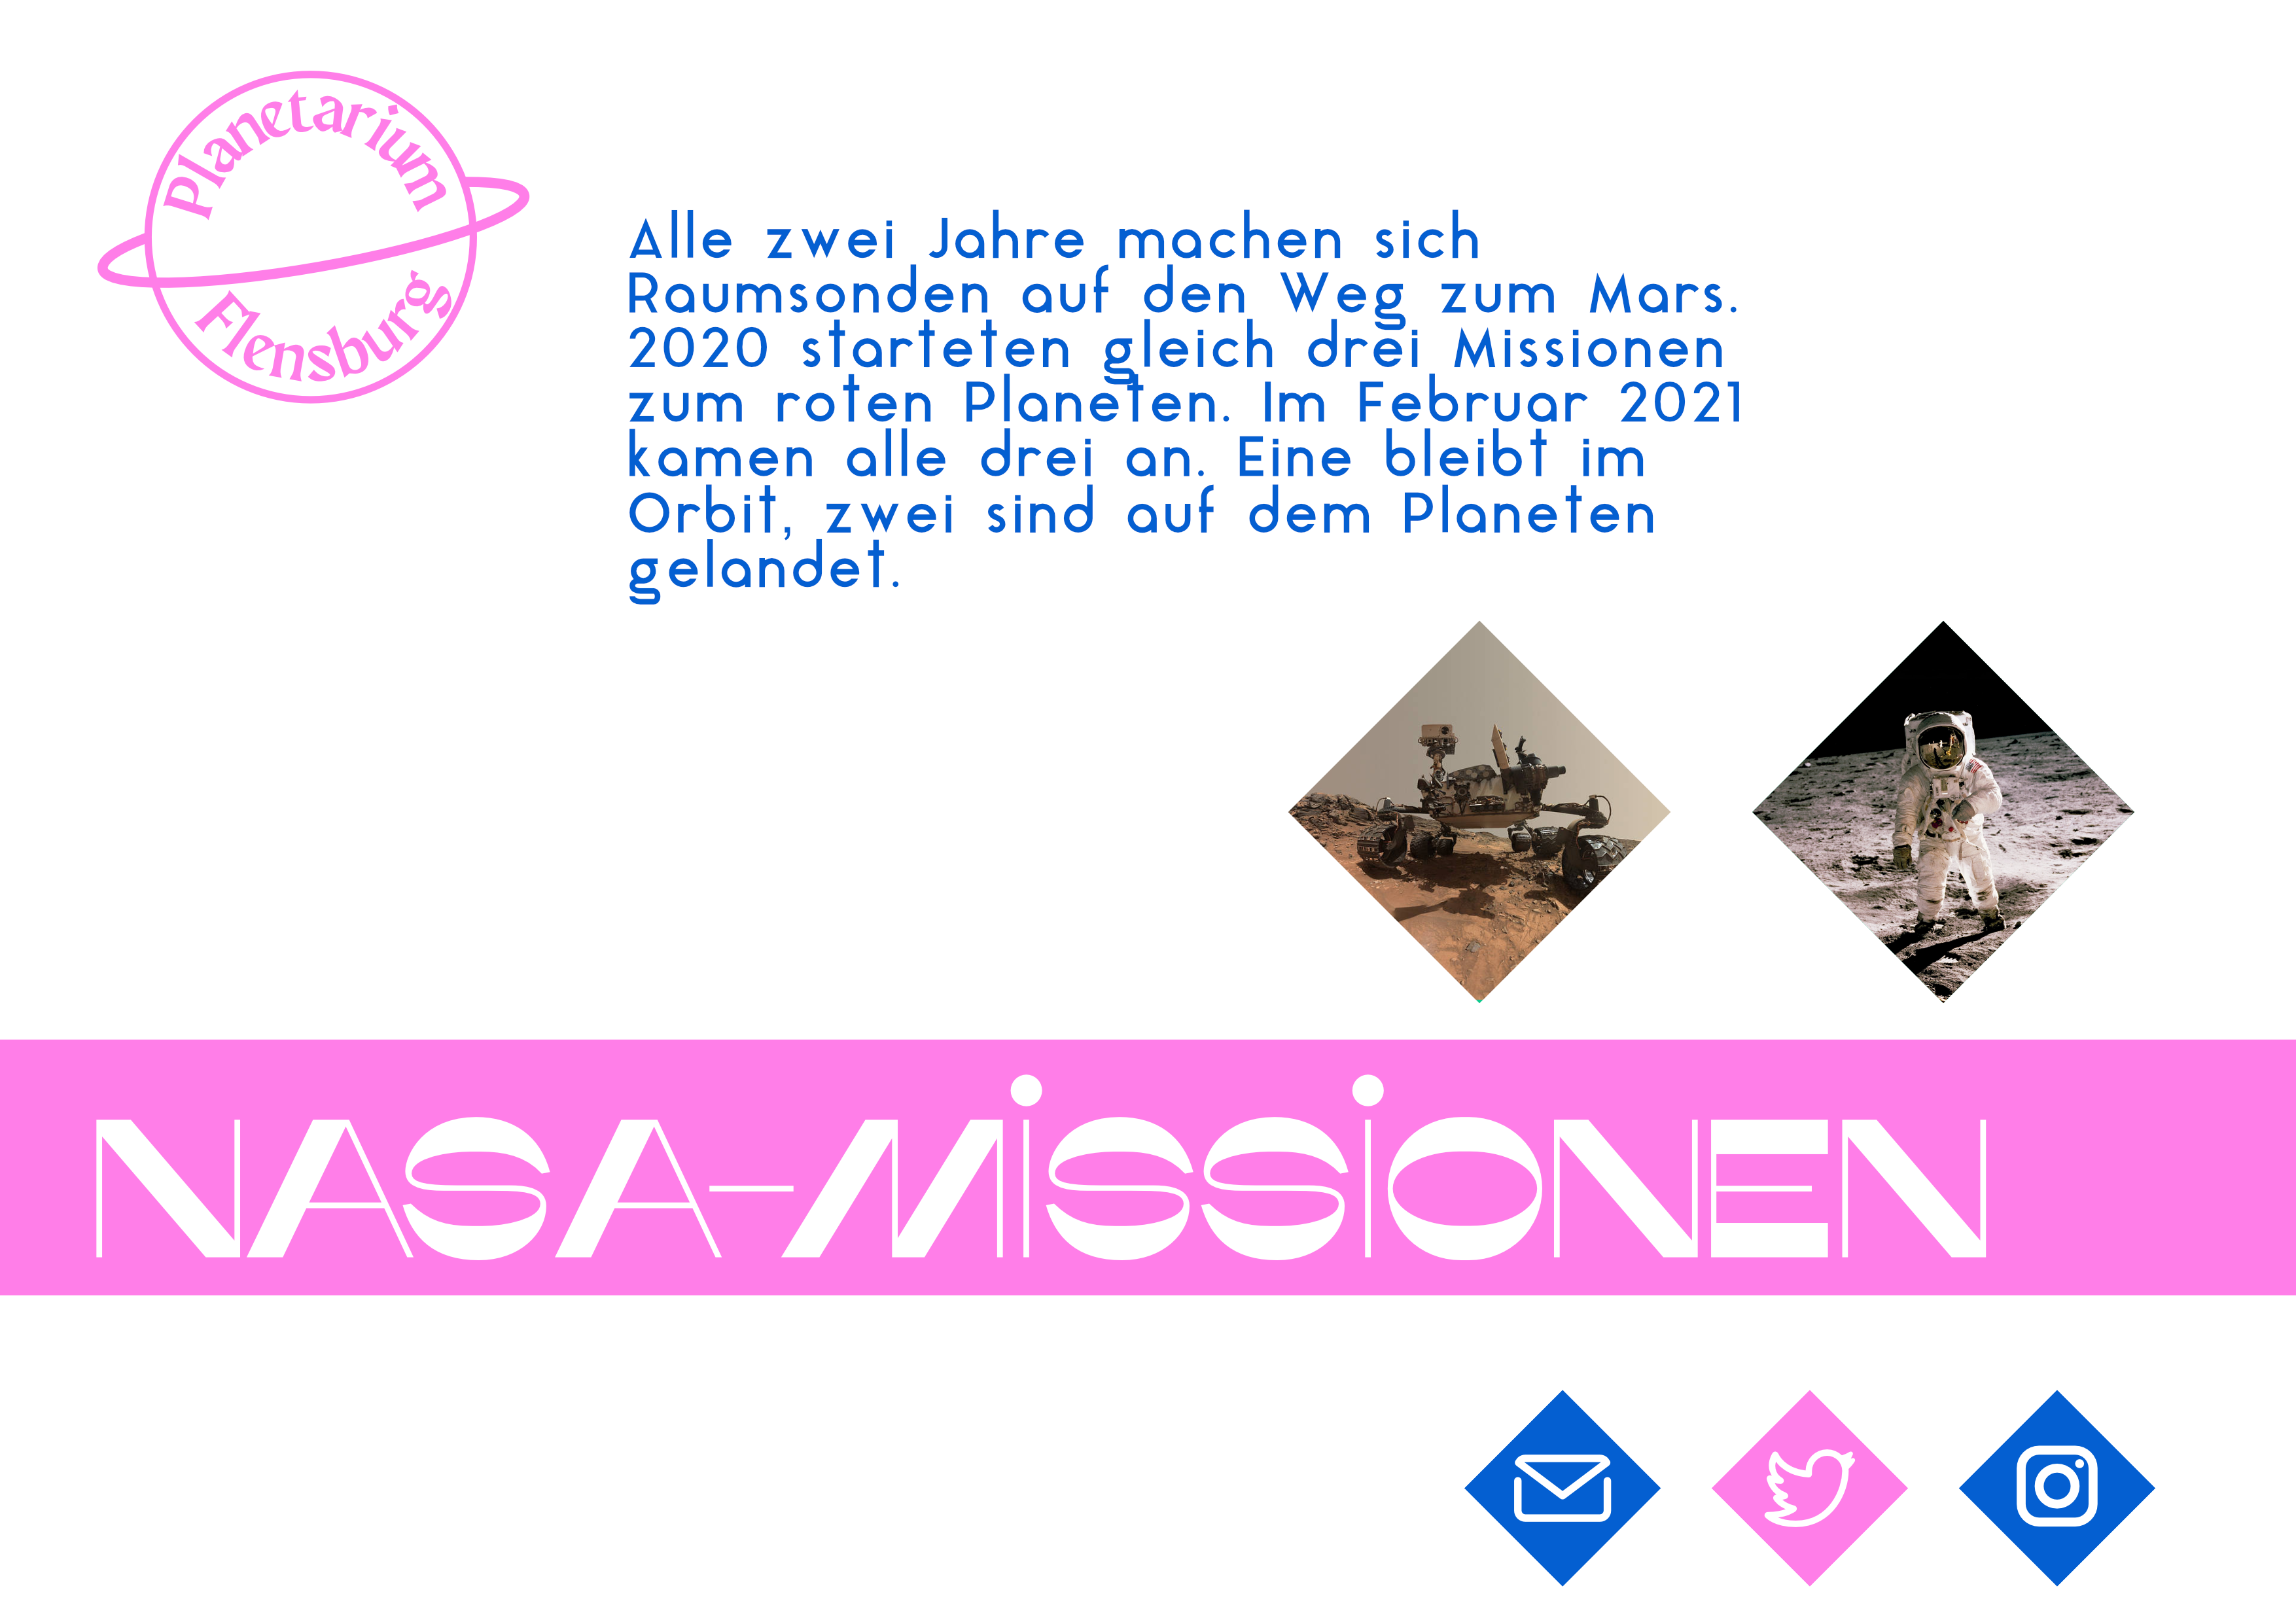 Planetarium
Flensburg
Alle zwei Jahre machen sich
Raumsonden auf den Weg zum Mars.
2020 starteten gleich drei Missionen
zum roten Planeten. Im Februar 2021
kamen alle drei an. Eine bleibt im
Orbit, zwei sind auf dem Planeten
gelandet.
NASA-MiSSiONEN